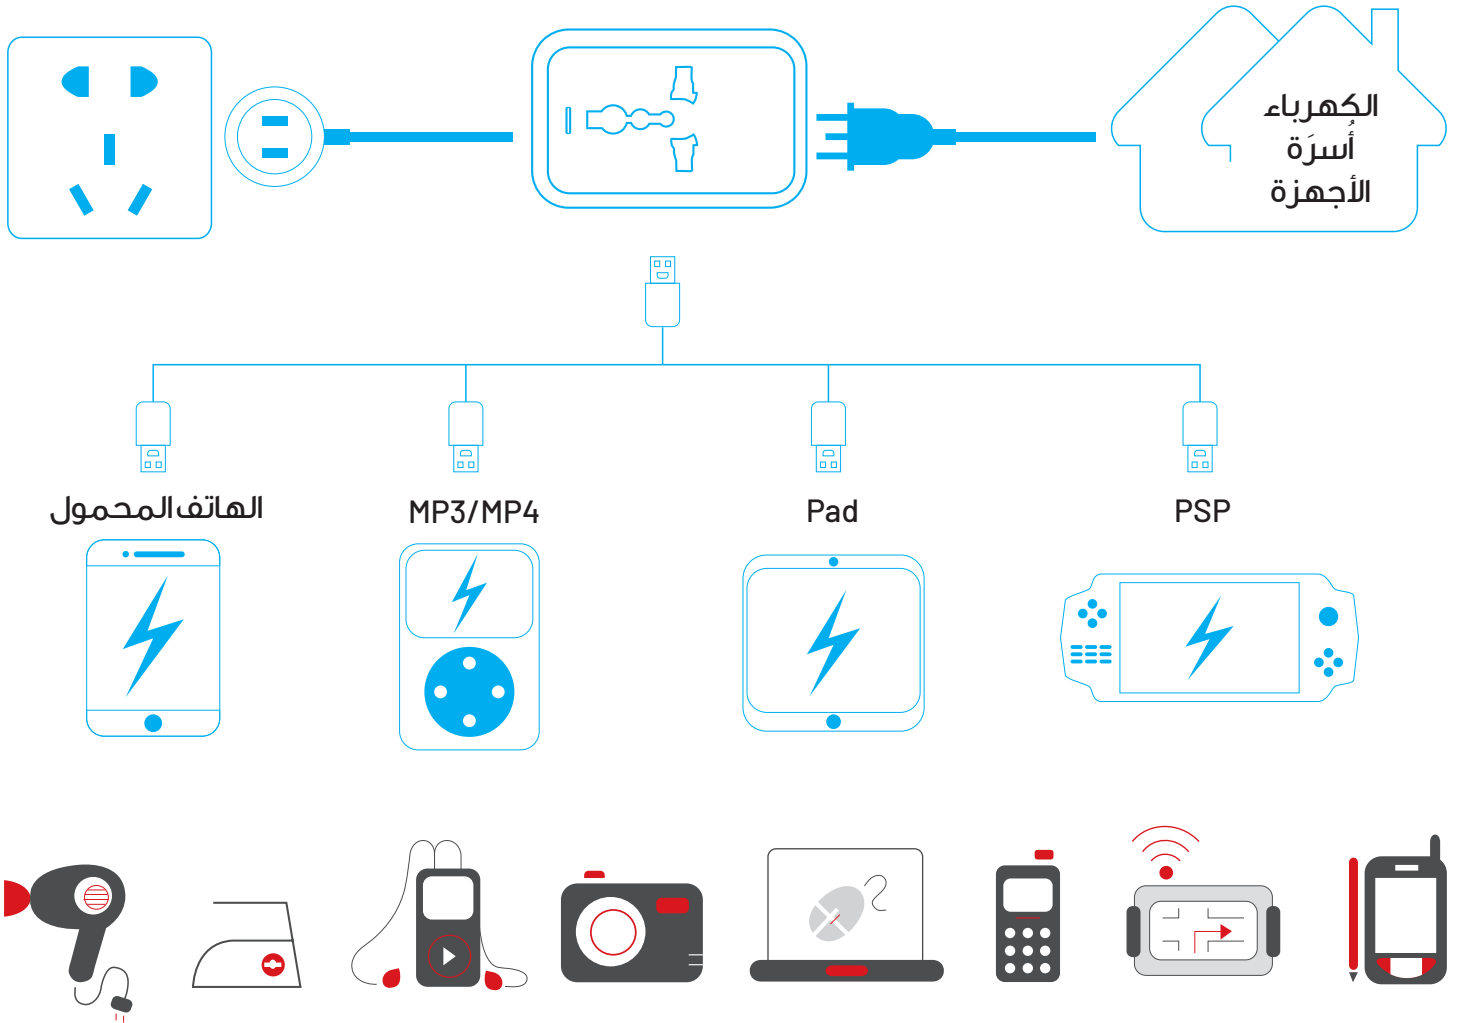 الكهرباء
أُسرَة
الأجهزة
الهاتف المحمول
MP3/MP4
Pad
PSP